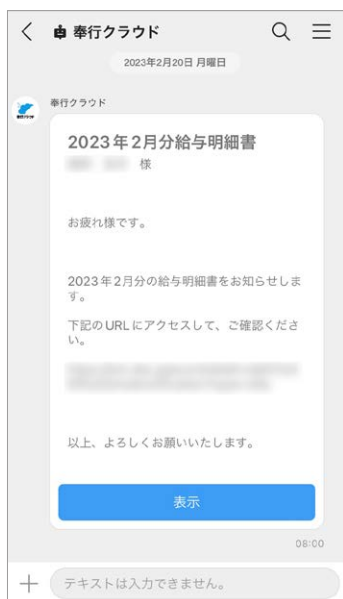 奉行クラウド
2023年2月20日 月曜日
奉行クラウド
2023年2月分給与明細書
様
お疲れ様です。
2023年2月分の給与明細書をお知らせしま
す。
下記のURLにアクセスして、ご確認くださ
い。
以上、よろしくお願いいたします。
表示
08:00
テキストは入力できません。